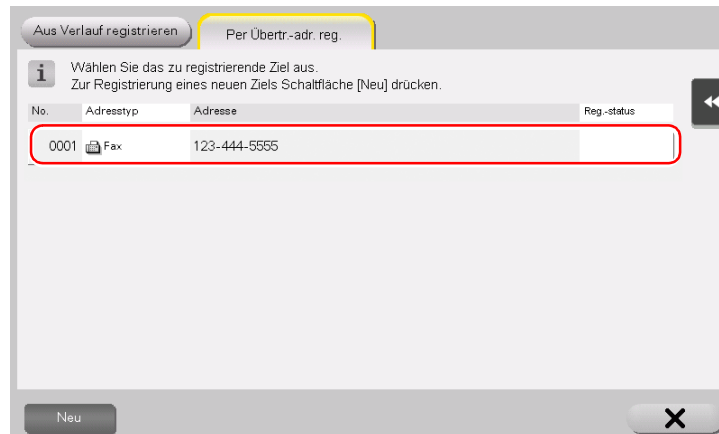 Aus Verlauf registrieren
Per Übertr.-adr. reg.
Wählen Sie das zu registrierende Ziel aus.
Zur Registrierung eines neuen Ziels Schaltfläche [Neu] drücken.
No. Adresstyp Adresse Reg.-status
0001 Fax 123-444-5555
Neu